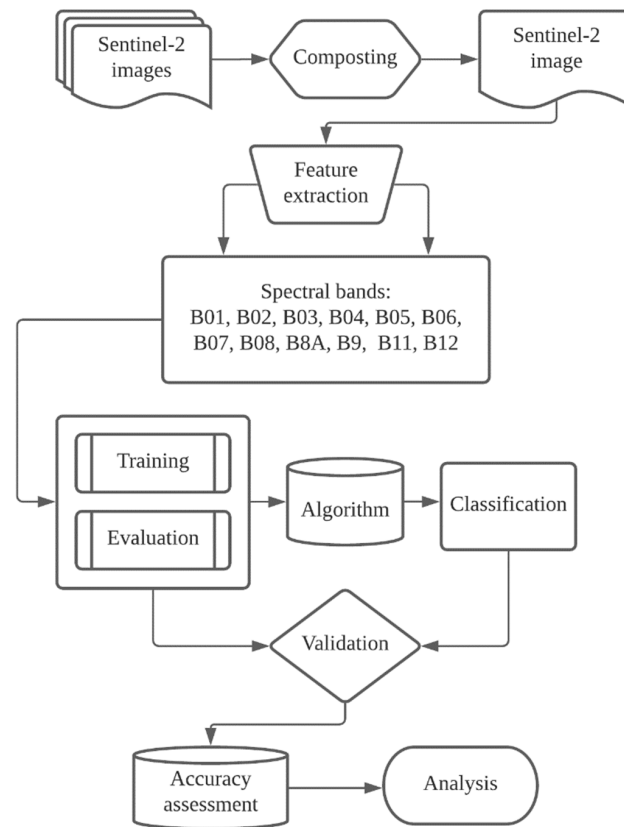 Sentinel-2
images
Composting
Sentinel-2
image
Feature
extraction
Spectral bands:
B01, B02, B03, B04, B05, B06,
B07, B08, B8A, B9, B11, B12
Training
Evaluation
Algorithm
Classification
Validation
Accuracy
assessment
Analysis